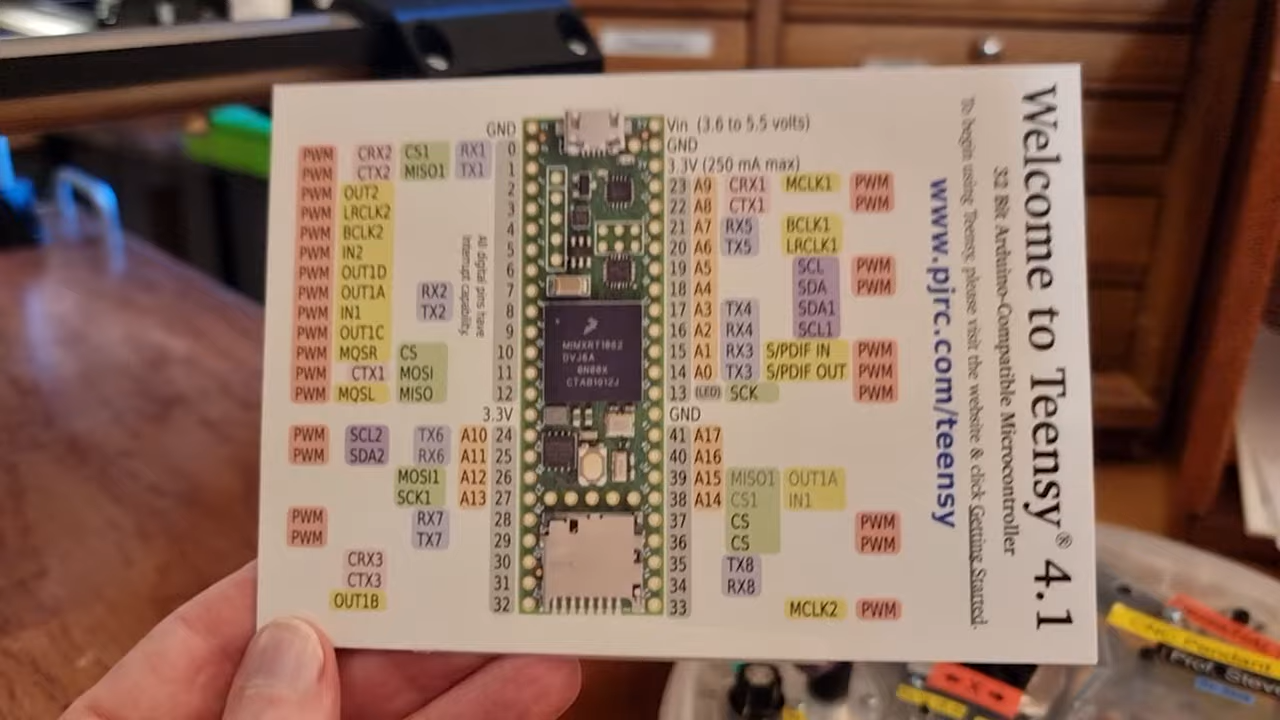 Welcome to Teensy® 4.1
32 Bit Arduino-Compatible Microcontroller
To begin using Teensy, please visit the website & click Getting Started.
www.pjrc.com/teensy
GND
PWM CRX2 CS1 RX1 0
PWM CTX2 MISO1 TX1 1
PWM OUT2 2
PWM LRCLK2 3
PWM BCLK2 4
PWM IN2 5
PWM OUT1D 6
PWM OUT1A RX2 7
PWM IN1 TX2 8
PWM OUT1C 9
PWM MQSR CS 10
PWM CTX1 MOSI 11
PWM MQSL MISO 12
3.3V
PWM SCL2 TX6 A10 24
PWM SDA2 RX6 A11 25
MOSI1 A12 26
SCK1 A13 27
PWM RX7 28
PWM TX7 29
CRX3 30
CTX3 31
OUT1B 32
All digital pins have
Interrupt capability.
MIMXRT1062
DVJ6A
0N00X
CTAB1912J
Vin (3.6 to 5.5 volts)
GND
3.3V (250 mA max)
23 A9 CRX1 MCLK1 PWM
22 A8 CTX1 PWM
21 A7 RX5 BCLK1
20 A6 TX5 LRCLK1
19 A5 SCL PWM
18 A4 SDA PWM
17 A3 TX4 SDA1
16 A2 RX4 SCL1
15 A1 RX3 S/PDIF IN PWM
14 A0 TX3 S/PDIF OUT PWM
13 (LED) SCK PWM
GND
41 A17
40 A16
39 A15 MISO1 OUT1A
38 A14 CS1 IN1
37 CS PWM
36 CS PWM
35 TX8
34 RX8
33 MCLK2 PWM
CNC Pendant
Prof. Steve
X